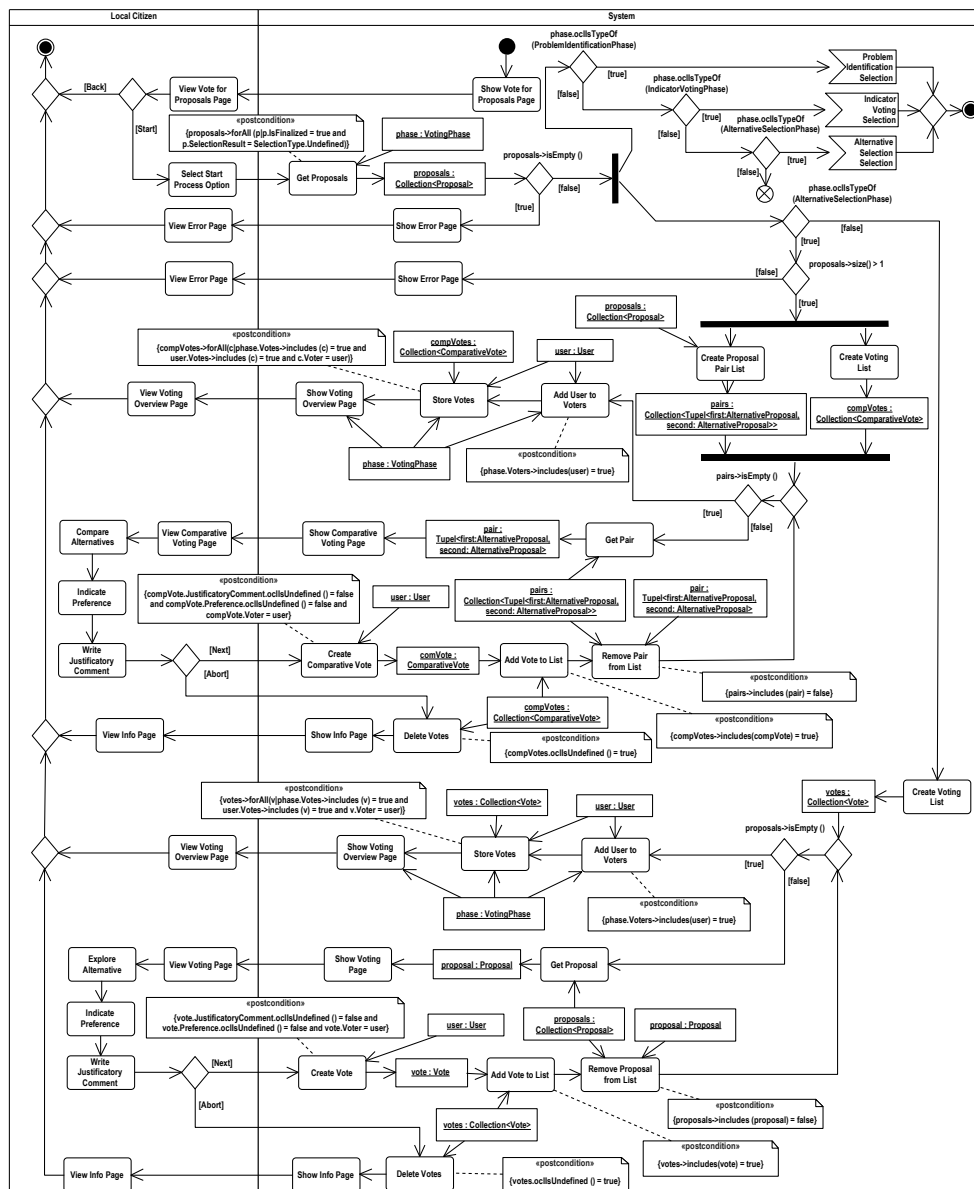 Local Citizen
System
phase.oclIsTypeOf
(ProblemIdentificationPhase)
[true]
[false]
Problem
Identification
Selection
phase.oclIsTypeOf
(IndicatorVotingPhase)
[true]
[false]
Indicator
Voting
Selection
phase.oclIsTypeOf
(AlternativeSelectionPhase)
[true]
[false]
Alternative
Selection
Selection
[Back]
[Start]
View Vote for
Proposals Page
Show Vote for
Proposals Page
«postcondition»
{proposals->forAll (p|p.IsFinalized = true and
p.SelectionResult = SelectionType.Undefined)}
phase : VotingPhase
Select Start
Process Option
Get Proposals
proposals :
Collection<Proposal>
proposals->isEmpty ()
[false]
[true]
phase.oclIsTypeOf
(AlternativeSelectionPhase)
[false]
[true]
View Error Page
Show Error Page
View Error Page
Show Error Page
[false]
proposals->size() > 1
[true]
proposals :
Collection<Proposal>
Create Proposal
Pair List
Create Voting
List
«postcondition»
{compVotes->forAll(c|phase.Votes->includes (c) = true and
user.Votes->includes (c) = true and c.Voter = user)}
compVotes :
Collection<ComparativeVote>
user : User
View Voting
Overview Page
Show Voting
Overview Page
Store Votes
Add User to
Voters
pairs :
Collection<Tupel<first:AlternativeProposal,
second: AlternativeProposal>>
compVotes :
Collection<ComparativeVote>
phase : VotingPhase
«postcondition»
{phase.Voters->includes(user) = true}
pairs->isEmpty ()
[true]
[false]
Compare
Alternatives
View Comparative
Voting Page
Show Comparative
Voting Page
pair :
Tupel<first:AlternativeProposal,
second: AlternativeProposal>
Get Pair
Indicate
Preference
«postcondition»
{compVote.JustificatoryComment.oclIsUndefined () = false
and compVote.Preference.oclIsUndefined () = false and
compVote.Voter = user}
user : User
pairs :
Collection<Tupel<first:AlternativeProposal,
second: AlternativeProposal>>
pair :
Tupel<first:AlternativeProposal,
second: AlternativeProposal>
Write
Justificatory
Comment
[Next]
[Abort]
Create
Comparative Vote
comVote :
ComparativeVote
Add Vote to List
Remove Pair
from List
«postcondition»
{pairs->includes (pair) = false}
compVotes :
Collection<ComparativeVote>
«postcondition»
{compVotes->includes(compVote) = true}
View Info Page
Show Info Page
Delete Votes
«postcondition»
{compVotes.oclIsUndefined () = true}
«postcondition»
{votes->forAll(v|phase.Votes->includes (v) = true and
user.Votes->includes (v) = true and v.Voter = user)}
votes : Collection<Vote>
user : User
votes :
Collection<Vote>
Create Voting
List
proposals->isEmpty ()
[true]
[false]
View Voting
Overview Page
Show Voting
Overview Page
Store Votes
Add User to
Voters
phase : VotingPhase
«postcondition»
{phase.Voters->includes(user) = true}
Explore
Alternative
View Voting Page
Show Voting
Page
proposal : Proposal
Get Proposal
Indicate
Preference
«postcondition»
{vote.JustificatoryComment.oclIsUndefined () = false and
vote.Preference.oclIsUndefined () = false and vote.Voter = user}
user : User
proposals :
Collection<Proposal>
proposal : Proposal
Write
Justificatory
Comment
[Next]
[Abort]
Create Vote
vote : Vote
Add Vote to List
Remove Proposal
from List
«postcondition»
{proposals->includes (proposal) = false}
votes : Collection<Vote>
«postcondition»
{votes->includes(vote) = true}
View Info Page
Show Info Page
Delete Votes
«postcondition»
{votes.oclIsUndefined () = true}